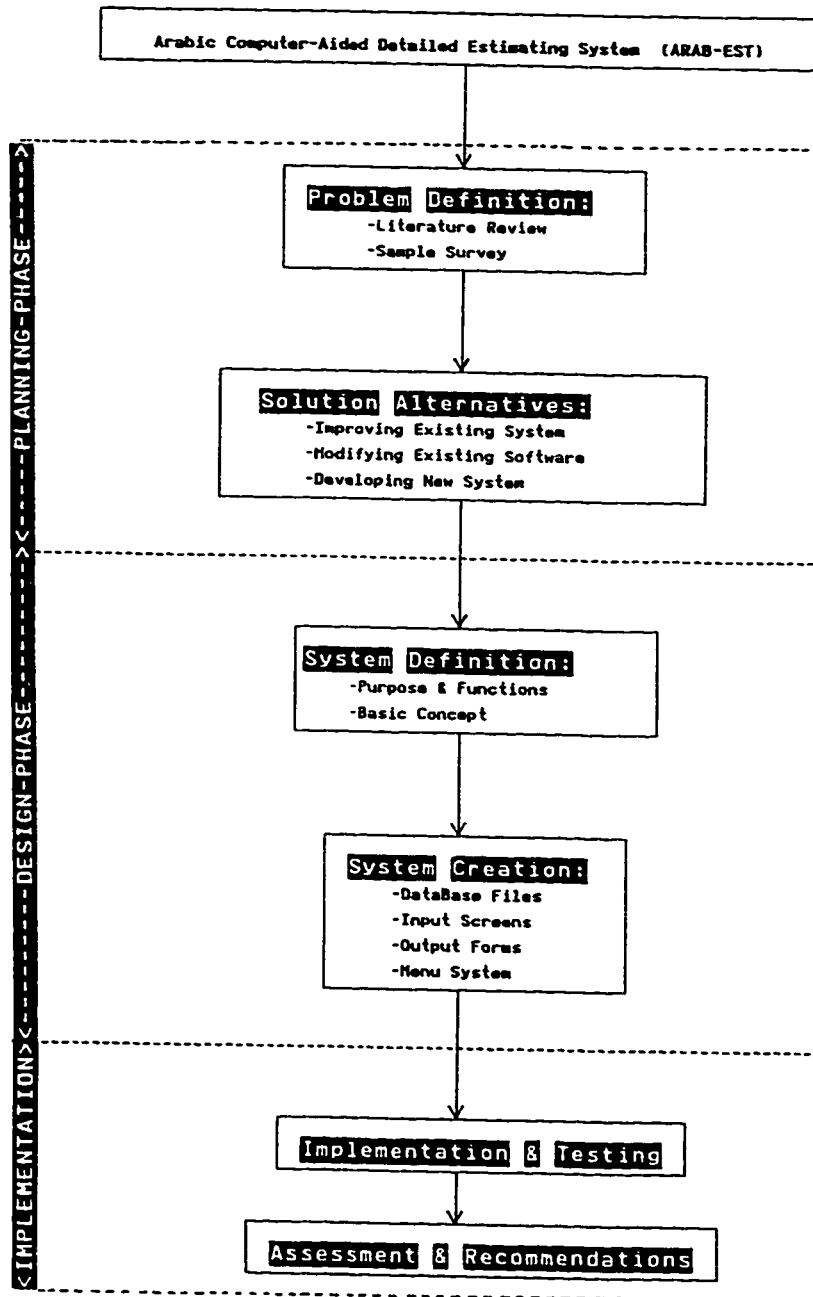 Arabic Computer-Aided Detailed Estimating System (ARAB-EST)
Problem Definition:
-Literature Review
-Sample Survey
Solution Alternatives:
-Improving Existing System
-Modifying Existing Software
-Developing New System
System Definition:
-Purpose & Functions
-Basic Concept
System Creation:
-DataBase Files
-Input Screens
-Output Forms
-Menu System
Implementation & Testing
Assessment & Recommendations
<IMPLEMENTATION><---------DESIGN-PHASE---------><-----PLANNING-PHASE----->